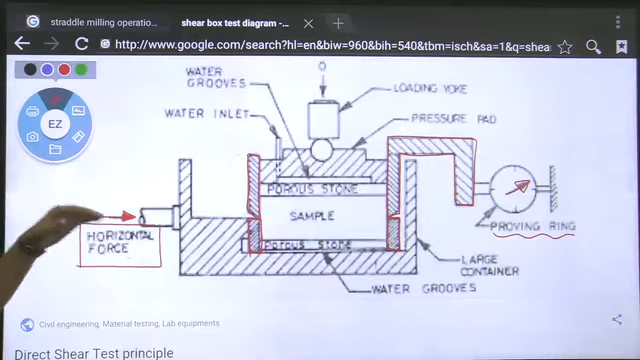 straddle milling operatio...
shear box test diagram -...
http://www.google.com/search?hl=en&biw=960&bih=540&tbm=isch&sa=1&q=shea
EZ
WATER
GROOVES
WATER INLET
LOADING YOKE
PRESSURE PAD
POROUS STONE
SAMPLE
POROUS STONE
HORIZONTAL
FORCE
PROVING RING
LARGE
CONTAINER
WATER GROOVES
Civil engineering, Material testing, Lab equipments
Direct Shear Test principle